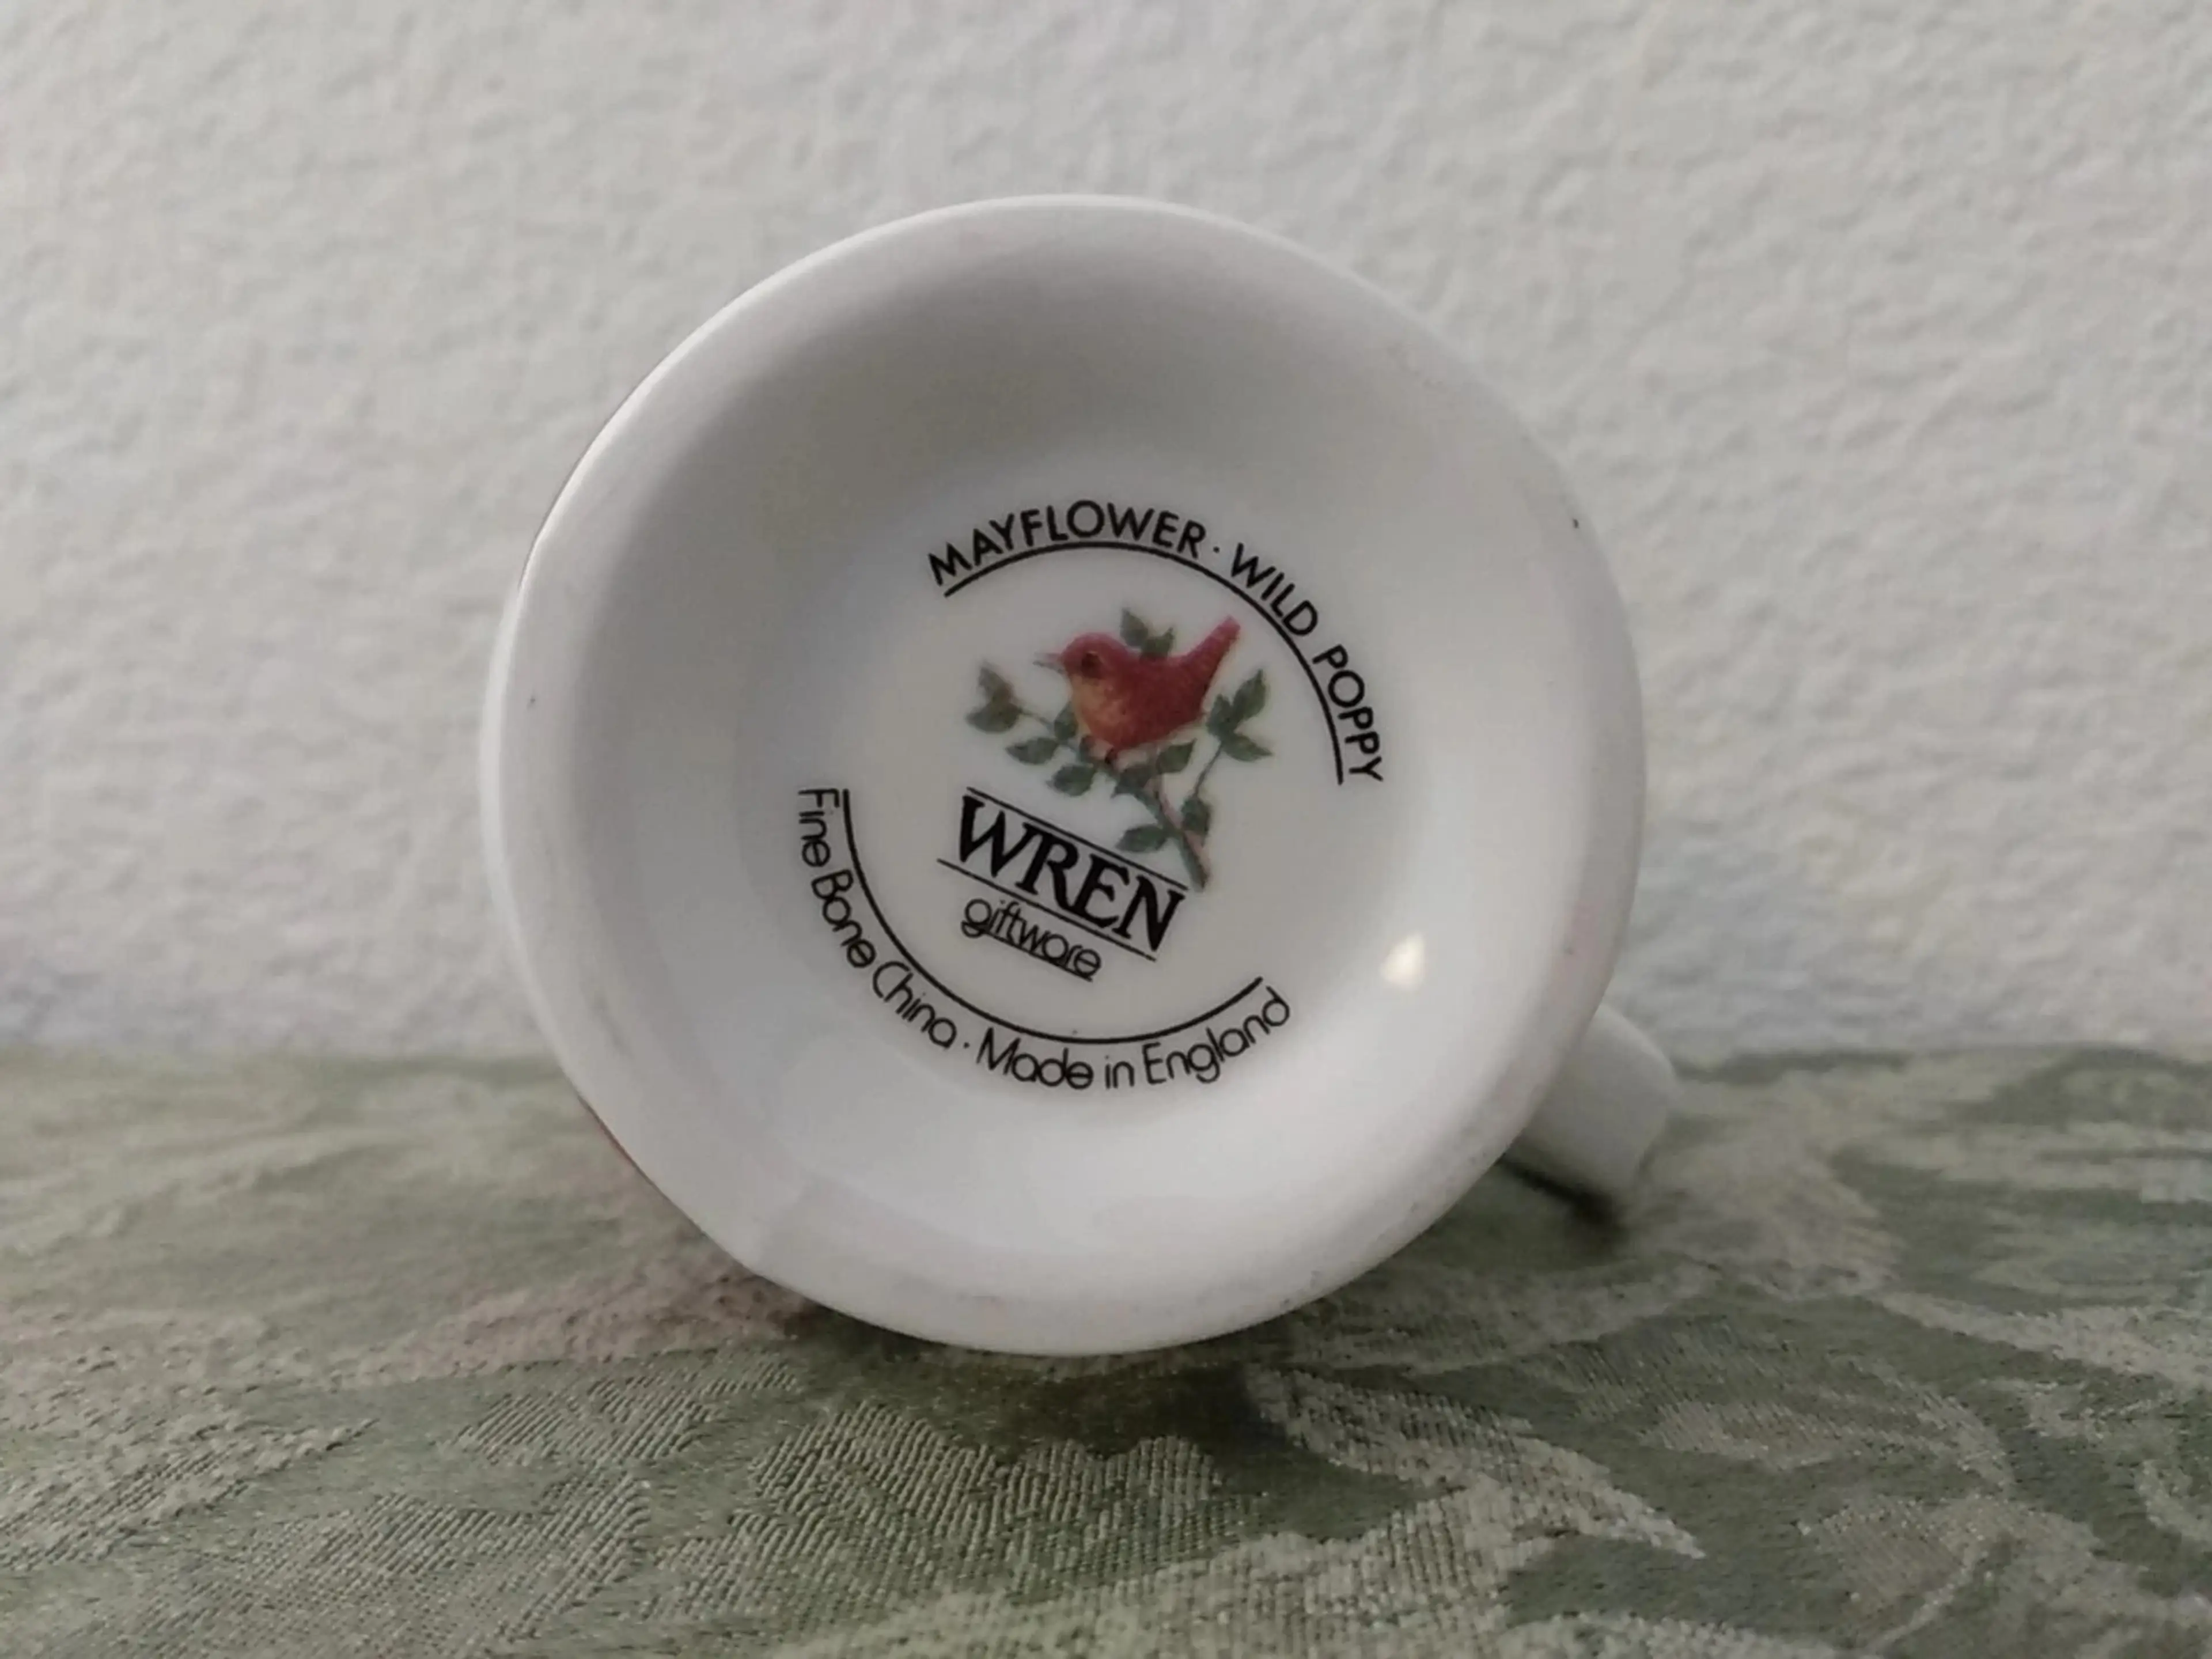 MAYFLOWER · WILD POPPY
WREN
giftware
Fine Bone China · Made in England